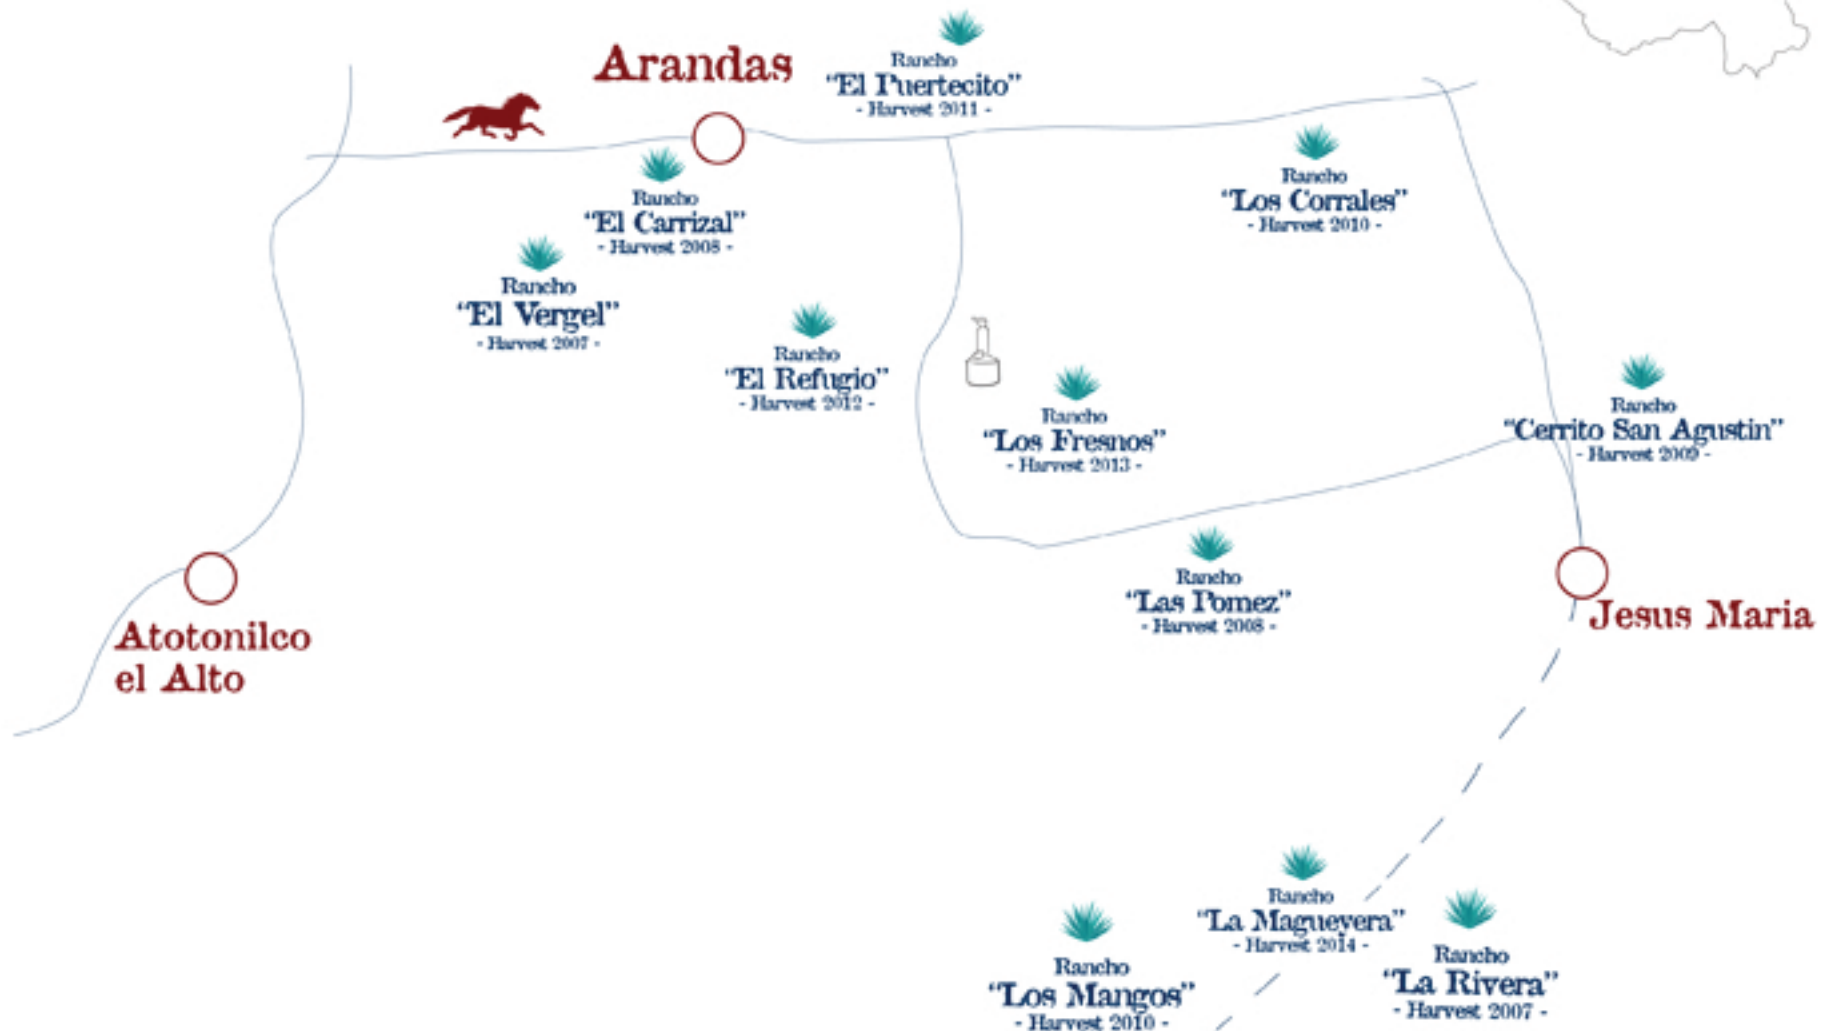 Arandas
Rancho
“El Puertecito”
- Harvest 2011 -
Rancho
“El Carrizal”
- Harvest 2008 -
Rancho
“Los Corrales”
- Harvest 2010 -
Rancho
“El Vergel”
- Harvest 2007 -
Rancho
“El Refugio”
- Harvest 2012 -
Rancho
“Los Fresnos”
- Harvest 2013 -
Rancho
“Cerrito San Agustin”
- Harvest 2009 -
Rancho
“Las Pomez”
- Harvest 2008 -
Jesus Maria
Atotonilco
el Alto
Rancho
“La Magueyera”
- Harvest 2014 -
Rancho
“Los Mangos”
- Harvest 2010 -
Rancho
“La Rivera”
- Harvest 2007 -